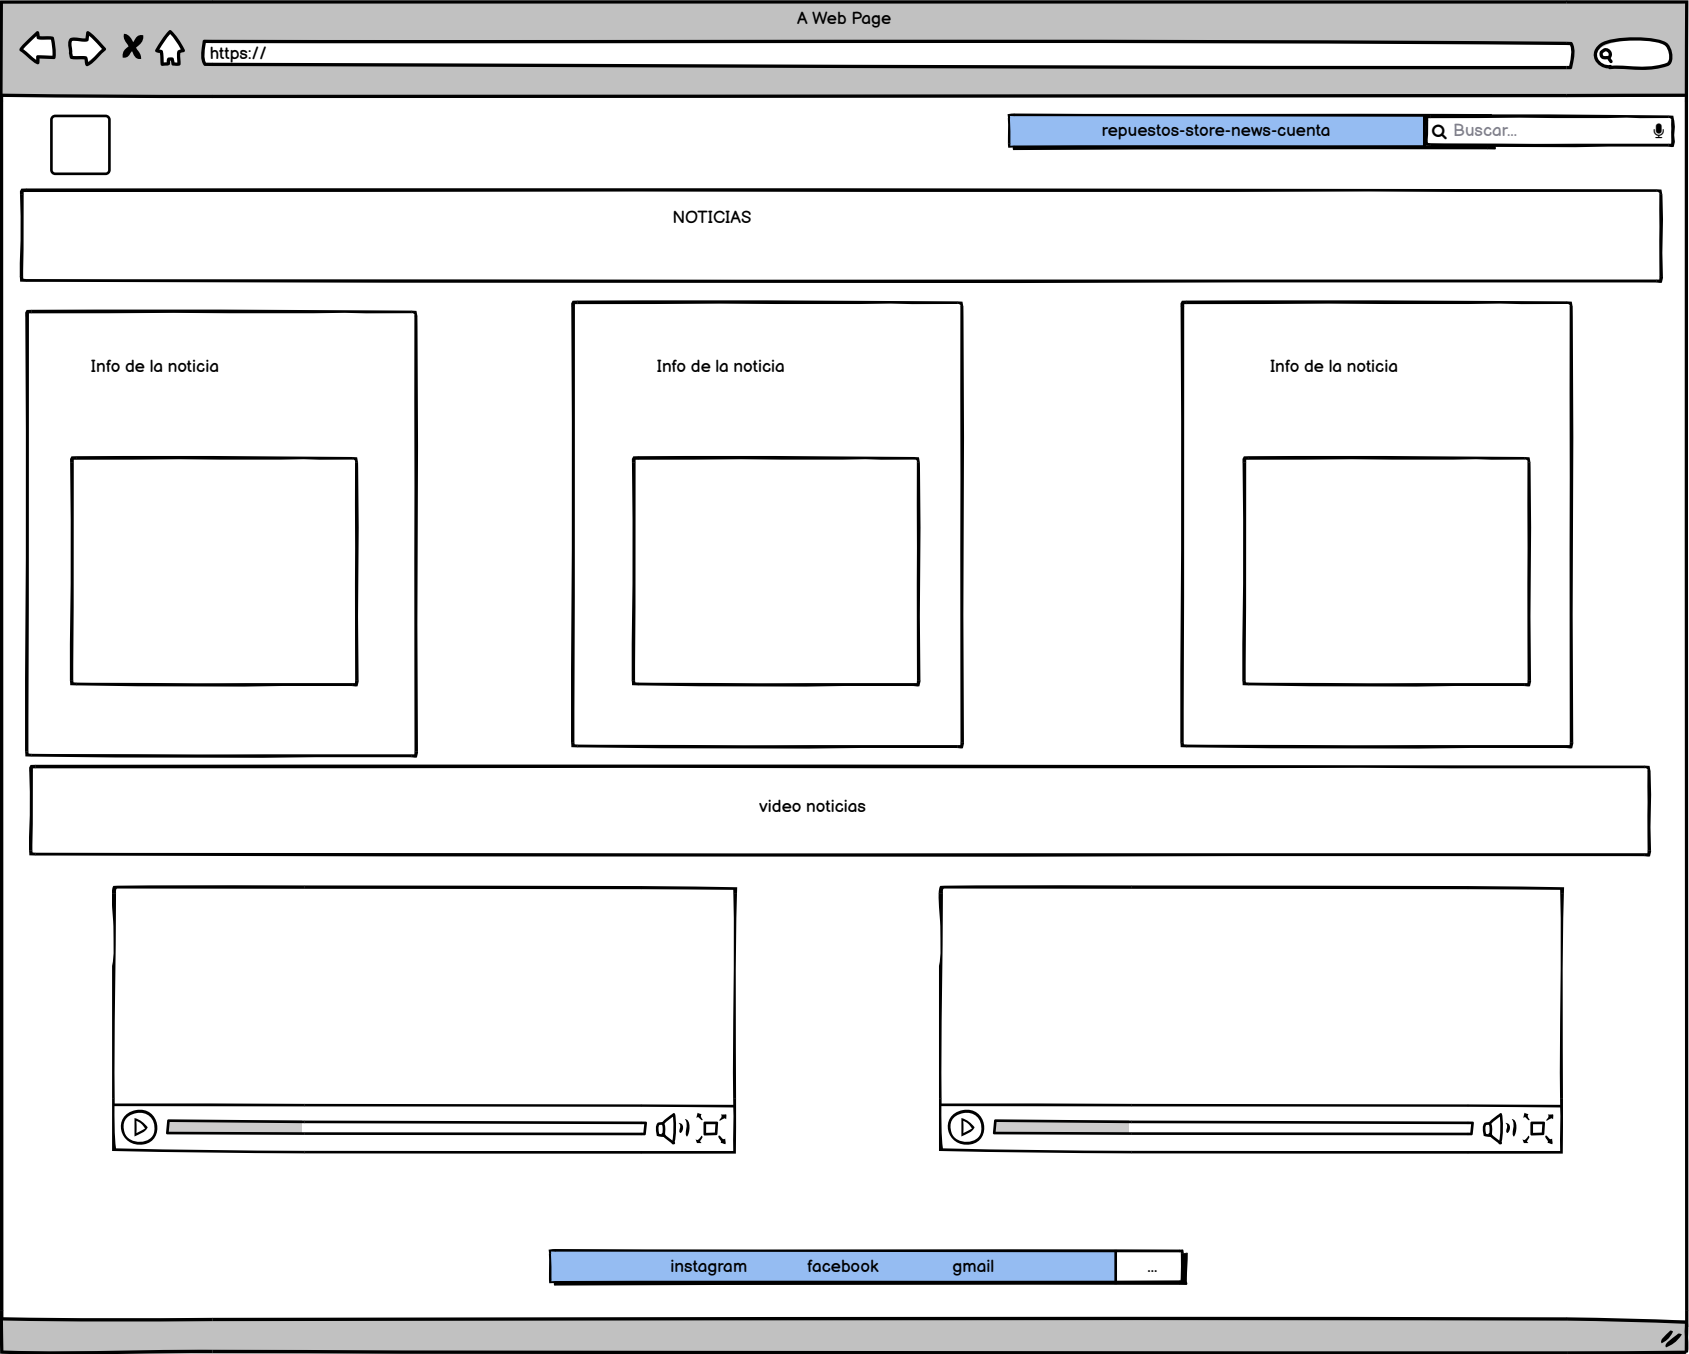 A Web Page
https://
repuestos-store-news-cuenta
Buscar...
NOTICIAS
Info de la noticia
Info de la noticia
Info de la noticia
video noticias
instagram facebook gmail ...